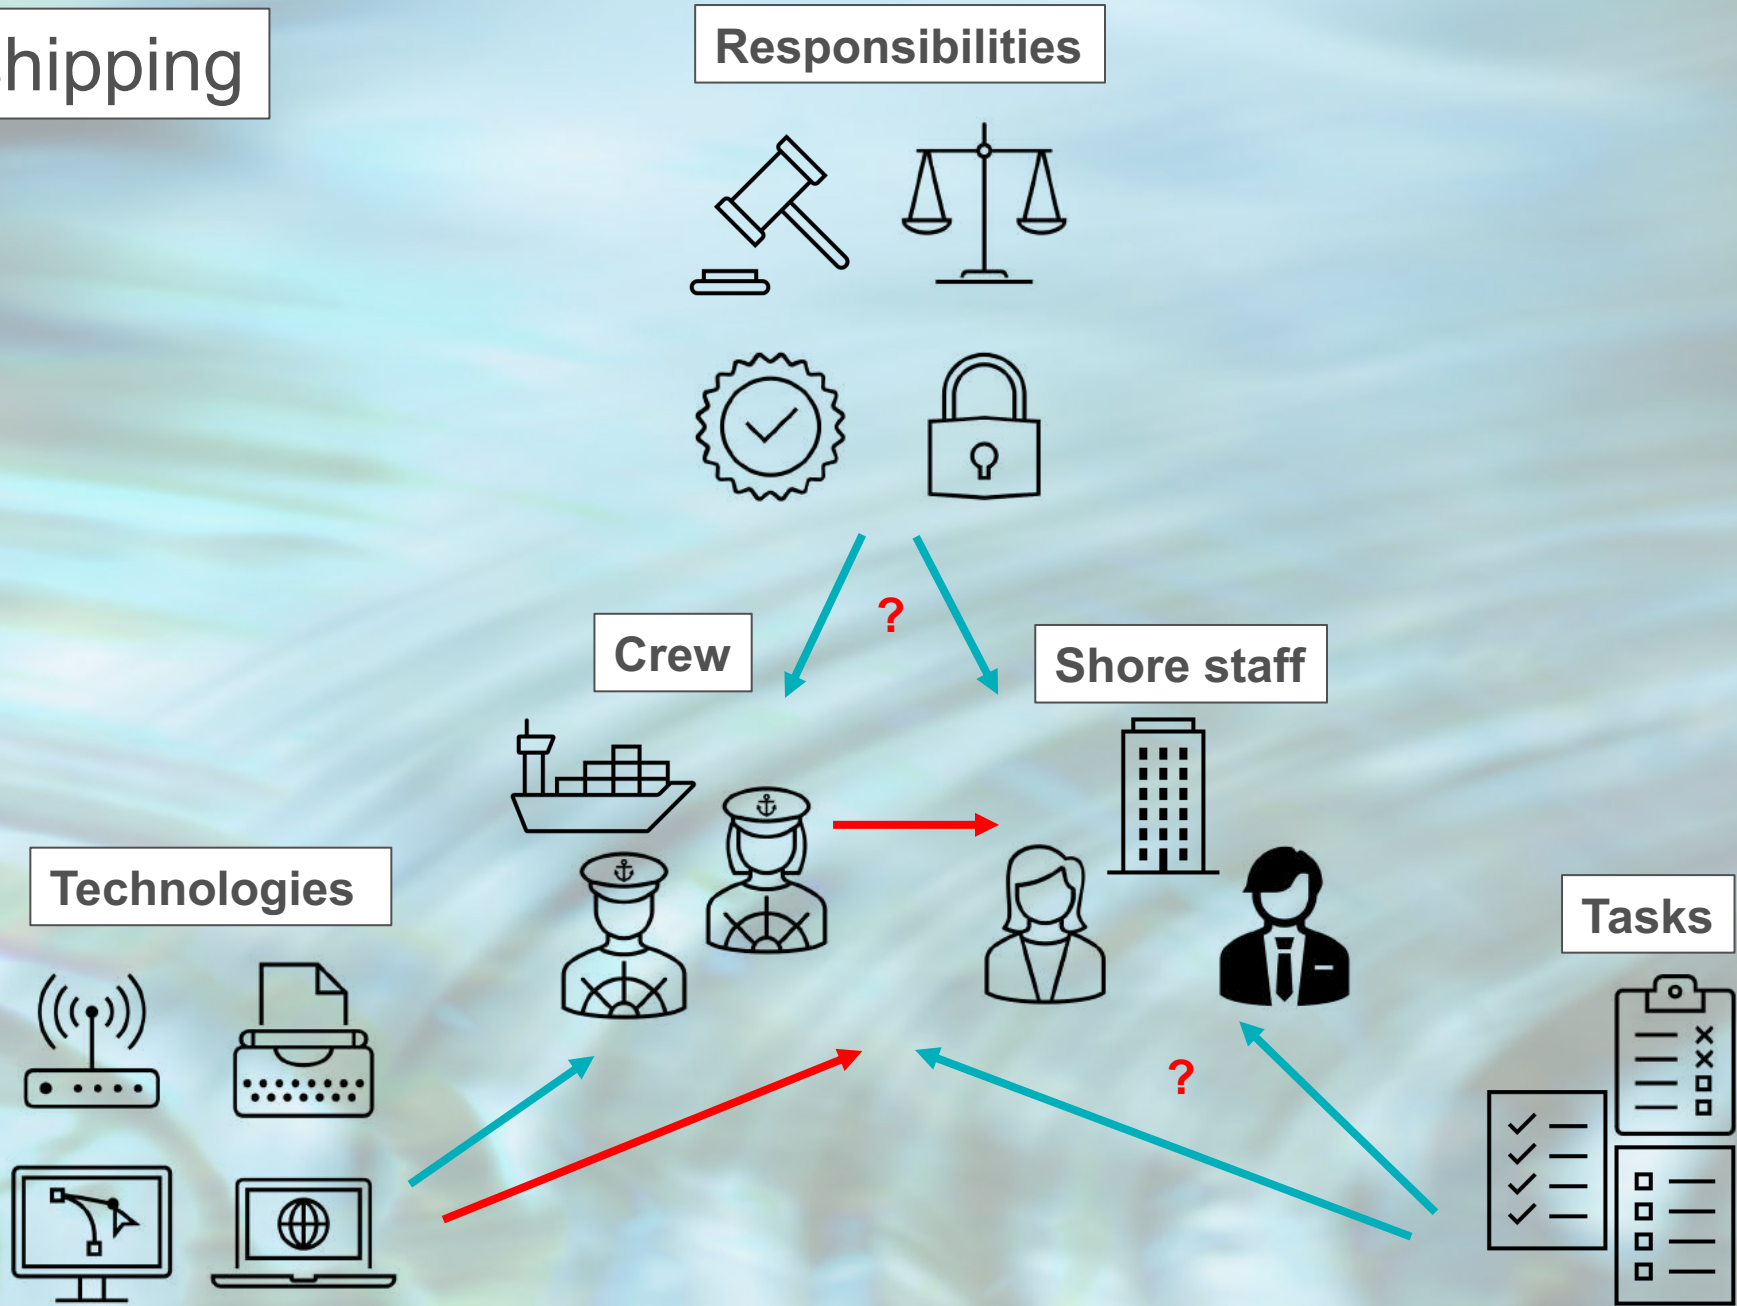 hipping
Responsibilities
?
Crew
Shore staff
Technologies
Tasks
?